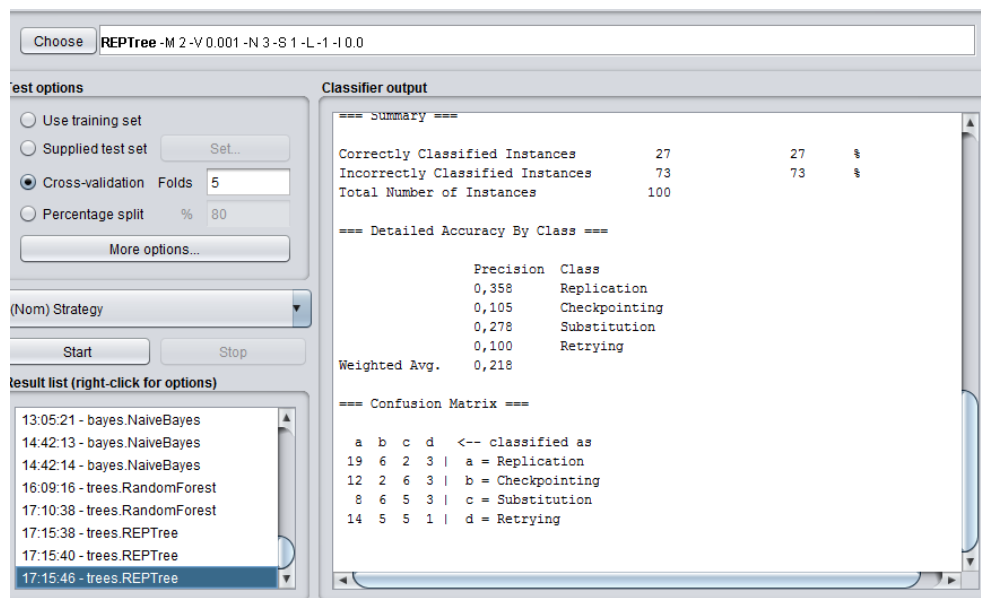 Choose REPTree -M 2 -V 0.001 -N 3 -S 1 -L -1 -I 0.0
Test options
Use training set
Supplied test set Set...
Cross-validation Folds 5
Percentage split % 80
More options...
(Nom) Strategy
Start Stop
Result list (right-click for options)
13:05:21 - bayes.NaiveBayes
14:42:13 - bayes.NaiveBayes
14:42:14 - bayes.NaiveBayes
16:09:16 - trees.RandomForest
17:10:38 - trees.RandomForest
17:15:38 - trees.REPTree
17:15:40 - trees.REPTree
17:15:46 - trees.REPTree
Classifier output
=== Summary ===
Correctly Classified Instances 27 27 %
Incorrectly Classified Instances 73 73 %
Total Number of Instances 100
=== Detailed Accuracy By Class ===
Precision Class
0,358 Replication
0,105 Checkpointing
0,278 Substitution
0,100 Retrying
Weighted Avg. 0,218
=== Confusion Matrix ===
a b c d <-- classified as
19 6 2 3 | a = Replication
12 2 6 3 | b = Checkpointing
8 6 5 3 | c = Substitution
14 5 5 1 | d = Retrying